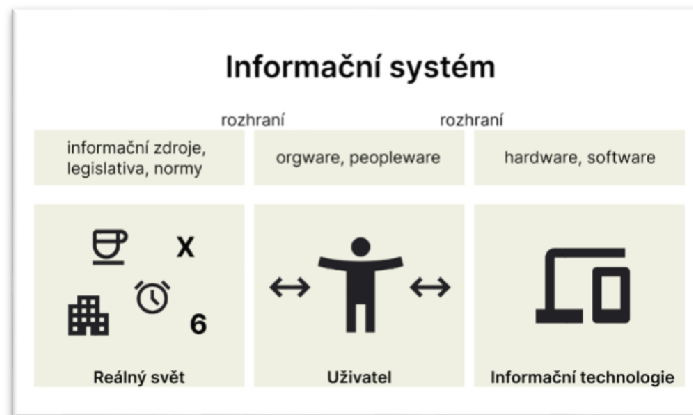 Informační systém
rozhraní
rozhraní
informační zdroje,
legislativa, normy
orgware, peopleware
hardware, software
X
6
Reálný svět
Uživatel
Informační technologie